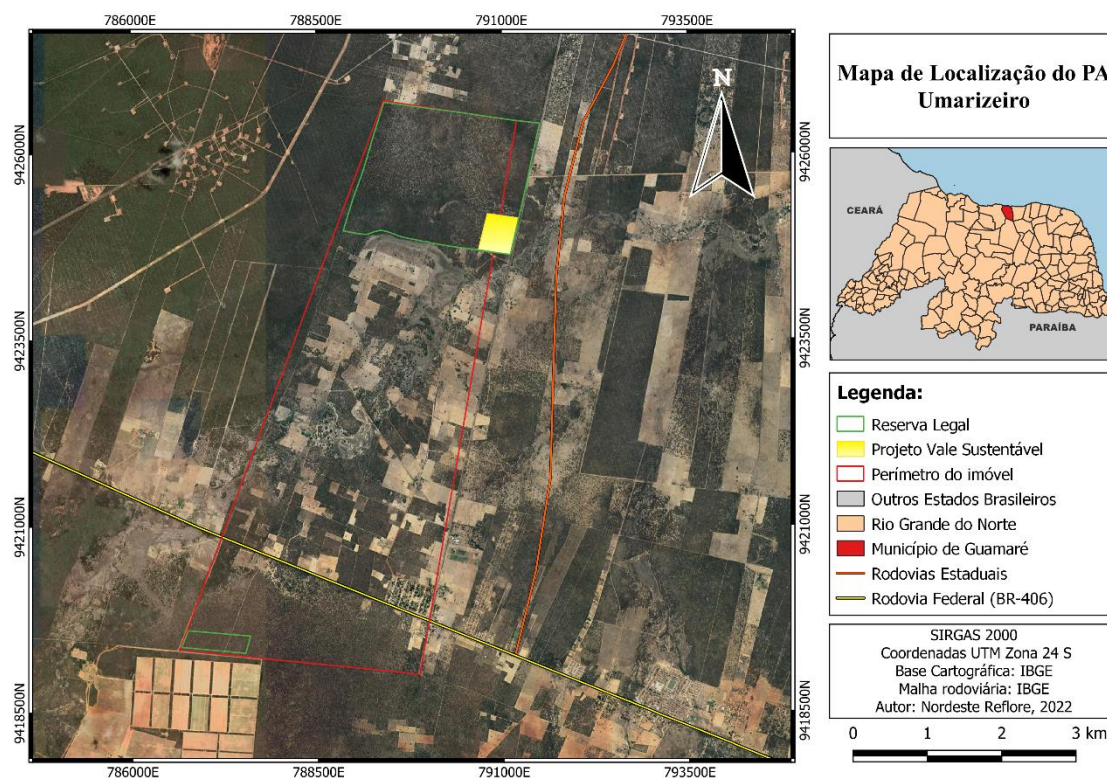 786000E
788500E
791000E
793500E
9426000N
9423500N
9421000N
9418500N
N
9426000N
9423500N
9421000N
9418500N
786000E
788500E
791000E
793500E
Mapa de Localização do PA
Umarizeiro
CEARÁ
PARAÍBA
Legenda:
Reserva Legal
Projeto Vale Sustentável
Perímetro do imóvel
Outros Estados Brasileiros
Rio Grande do Norte
Município de Guamaré
Rodovias Estaduais
Rodovia Federal (BR-406)
SIRGAS 2000
Coordenadas UTM Zona 24 S
Base Cartográfica: IBGE
Malha rodoviária: IBGE
Autor: Nordeste Reflore, 2022
0 1 2 3 km